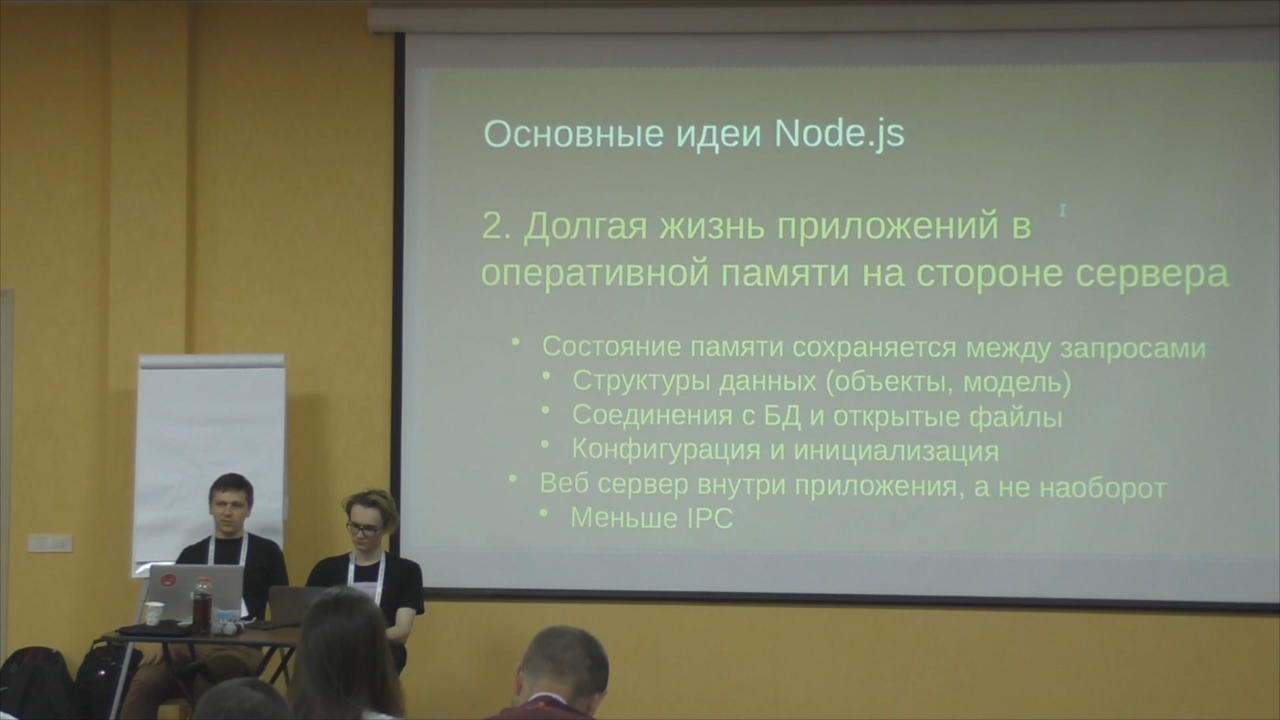 Основные идеи Node.js
2. Долгая жизнь приложений в
оперативной памяти на стороне сервера
• Состояние памяти сохраняется между запросами
• Структуры данных (объекты, модель)
• Соединения с БД и открытые файлы
• Конфигурация и инициализация
• Веб сервер внутри приложения, а не наоборот
• Меньше IPC